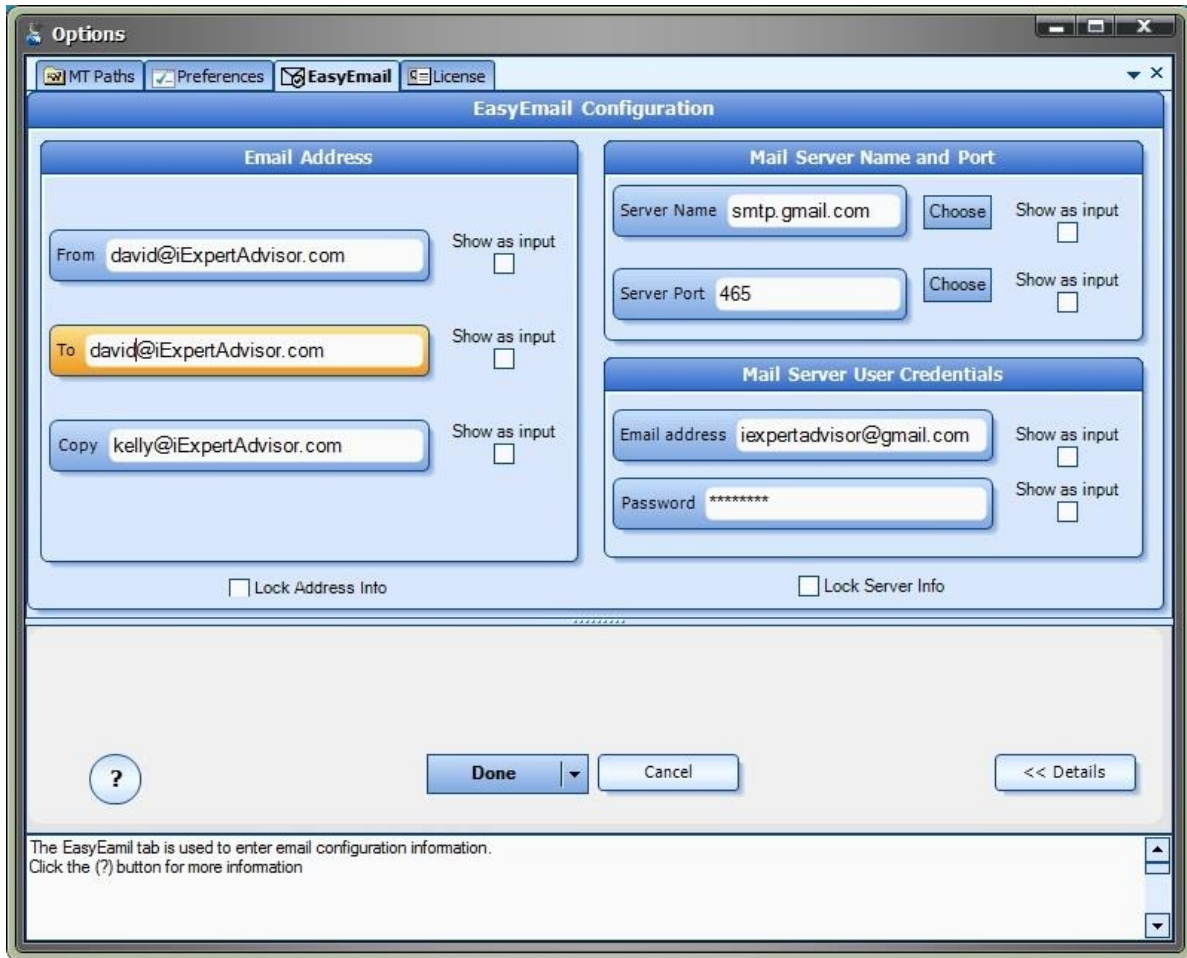 Options
MT Paths Preferences EasyEmail License
EasyEmail Configuration
Email Address
From david@iExpertAdvisor.com Show as input
To david@iExpertAdvisor.com Show as input
Copy kelly@iExpertAdvisor.com Show as input
Lock Address Info
Mail Server Name and Port
Server Name smtp.gmail.com Choose Show as input
Server Port 465 Choose Show as input
Mail Server User Credentials
Email address iexpertadvisor@gmail.com Show as input
Password ******** Show as input
Lock Server Info
? Done Cancel << Details
The EasyEamil tab is used to enter email configuration information.
Click the (?) button for more information